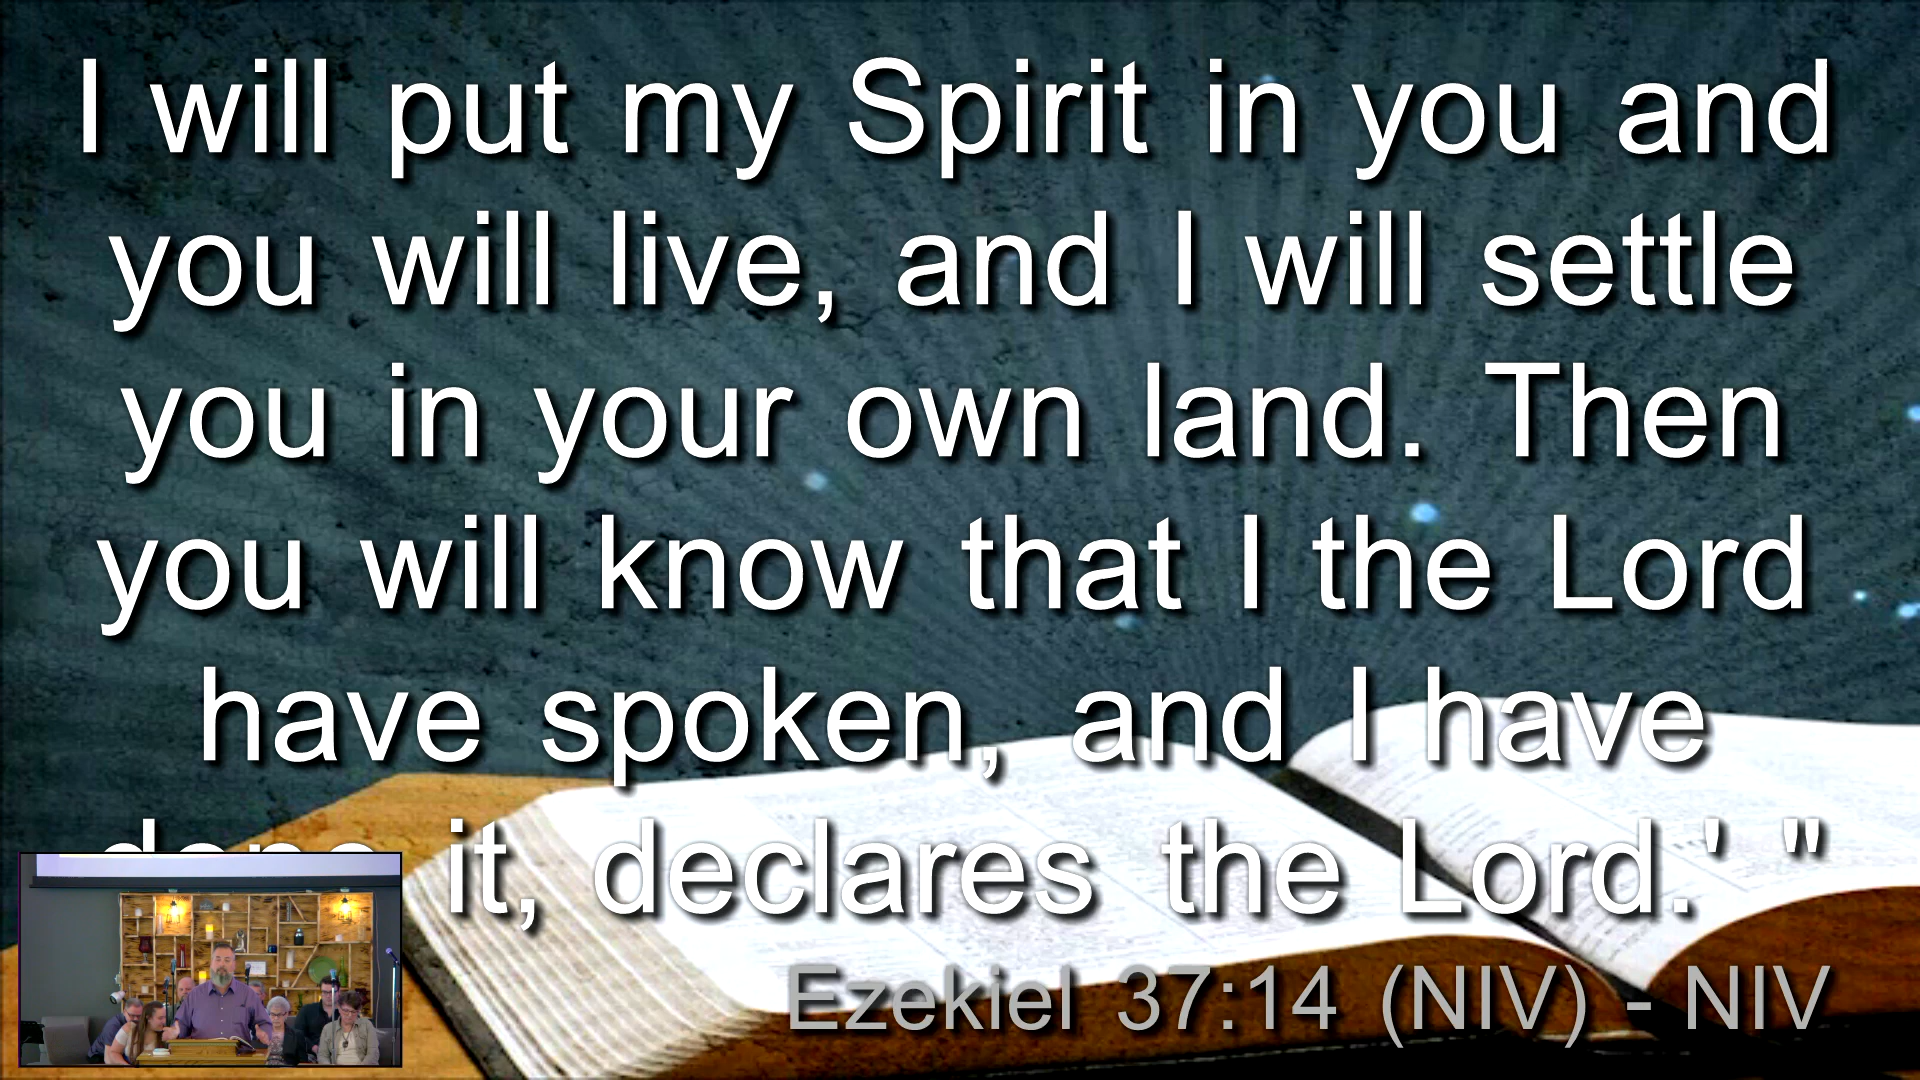 I will put my Spirit in you and
you will live, and I will settle
you in your own land. Then
you will know that I the Lord
have spoken, and I have
done it, declares the Lord.' "
Ezekiel 37:14 (NIV) - NIV